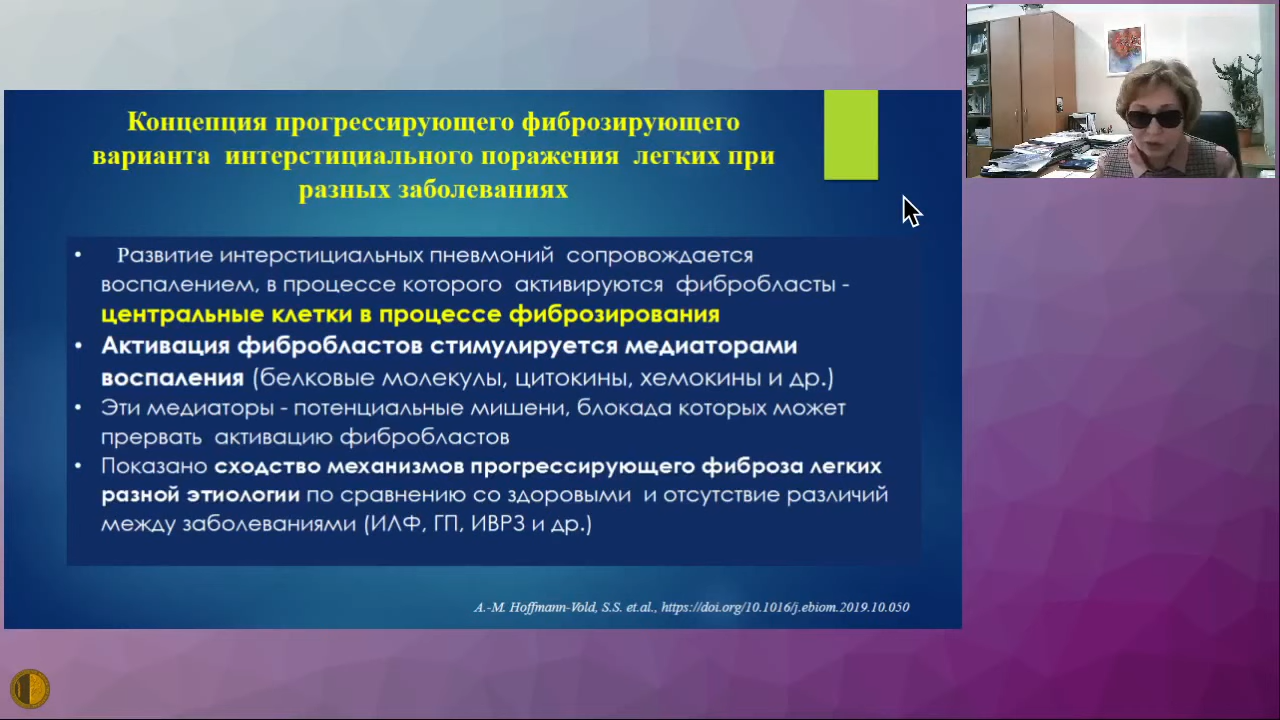 Концепция прогрессирующего фиброзирующего
варианта интерстициального поражения легких при
разных заболеваниях
• Развитие интерстициальных пневмоний сопровождается
воспалением, в процессе которого активируются фибробласты -
центральные клетки в процессе фиброзирования
• Активация фибробластов стимулируется медиаторами
воспаления (белковые молекулы, цитокины, хемокины и др.)
• Эти медиаторы - потенциальные мишени, блокада которых может
прервать активацию фибробластов
• Показано сходство механизмов прогрессирующего фиброза легких
разной этиологии по сравнению со здоровыми и отсутствие различий
между заболеваниями (ИЛФ, ГП, ИВРЗ и др.)
A.-M. Hoffmann-Vold, S.S. et.al., https://doi.org/10.1016/j.ebiom.2019.10.050